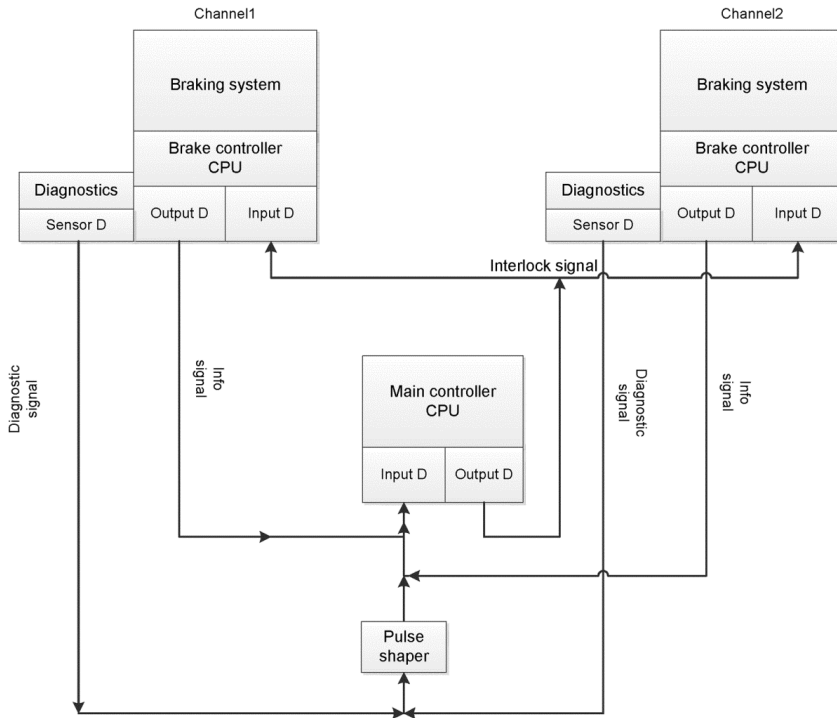 Channel1
Channel2
Braking system
Brake controller
CPU
Diagnostics
Sensor D
Output D
Input D
Braking system
Brake controller
CPU
Diagnostics
Sensor D
Output D
Input D
Interlock signal
Diagnostic
signal
Info
signal
Main controller
CPU
Input D
Output D
Diagnostic
signal
Info
signal
Pulse
shaper